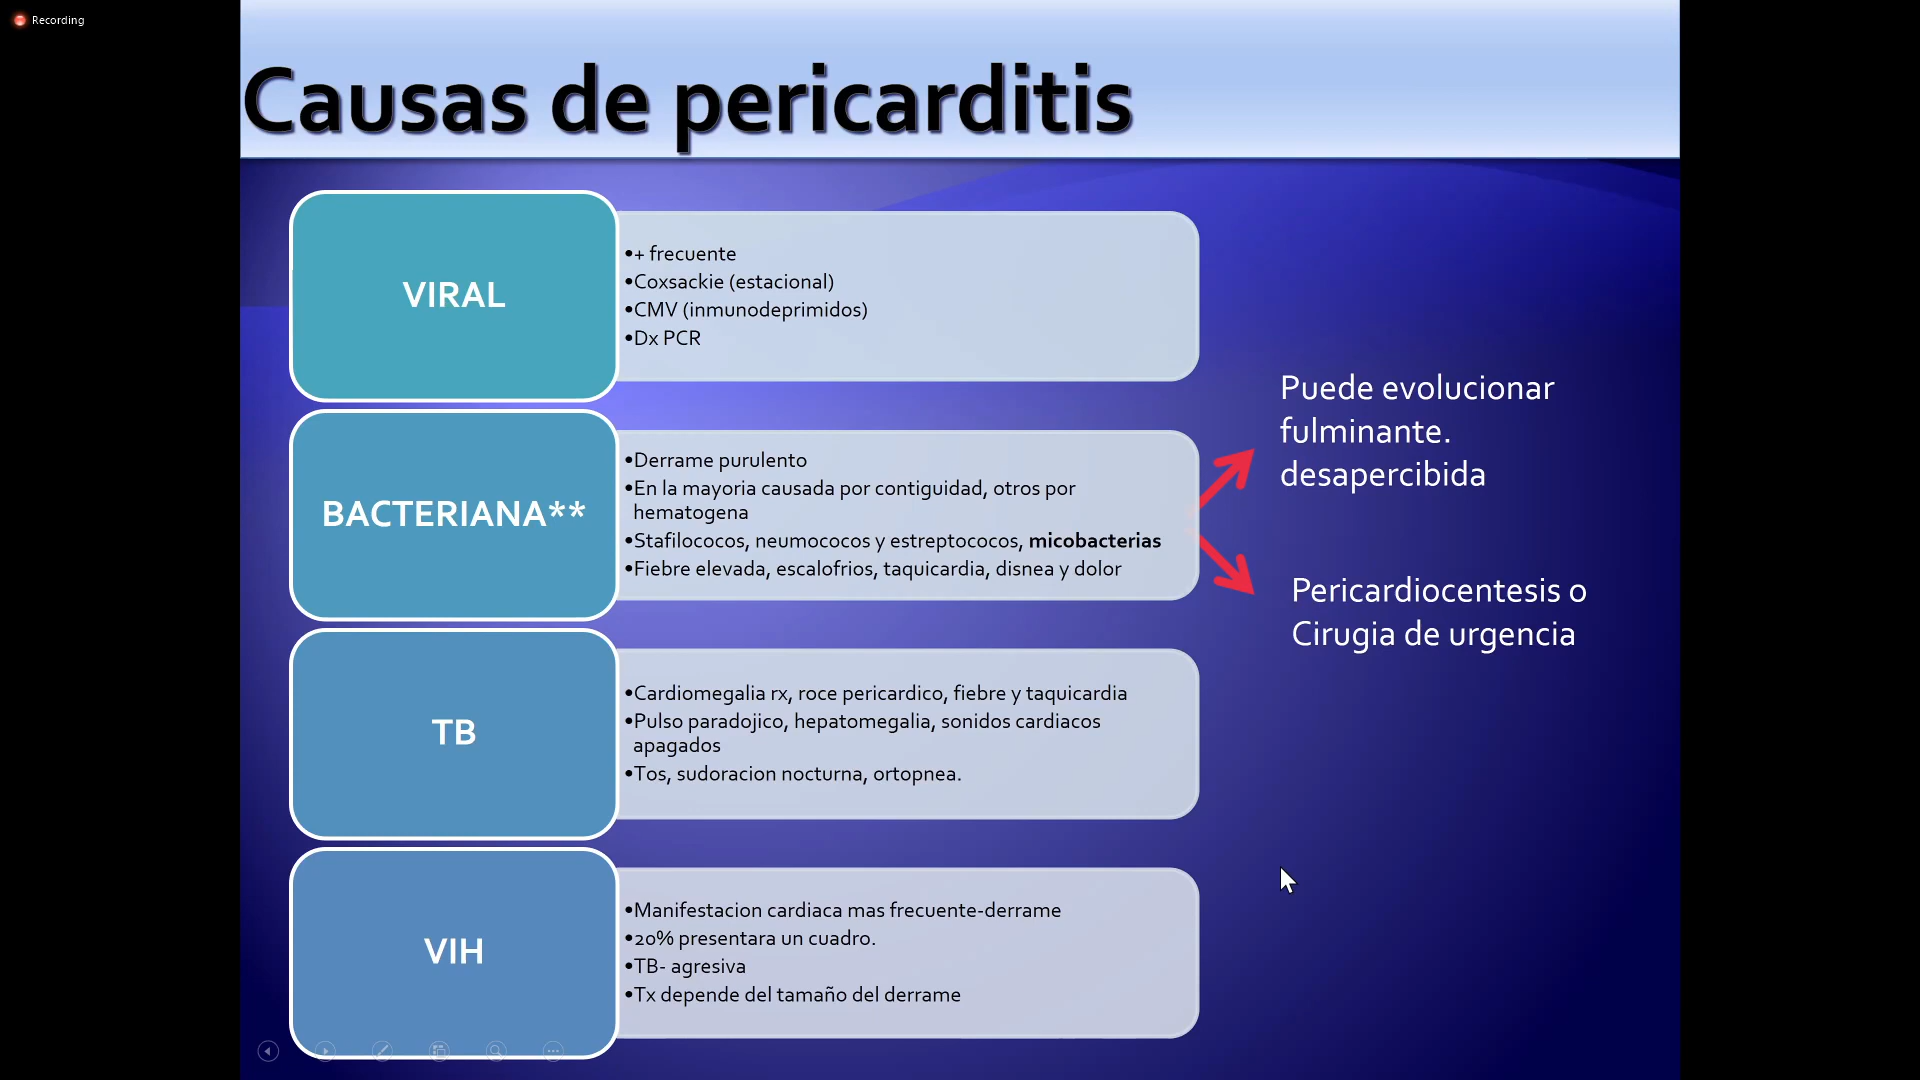 Recording
Causas de pericarditis
VIRAL
•+ frecuente
•Coxsackie (estacional)
•CMV (inmunodeprimidos)
•Dx PCR
BACTERIANA**
•Derrame purulento
•En la mayoria causada por contiguidad, otros por
hematogena
•Stafilococos, neumococos y estreptococos, micobacterias
•Fiebre elevada, escalofrios, taquicardia, disnea y dolor
Puede evolucionar
fulminante.
desapercibida
Pericardiocentesis o
Cirugia de urgencia
TB
•Cardiomegalia rx, roce pericardico, fiebre y taquicardia
•Pulso paradojico, hepatomegalia, sonidos cardiacos
apagados
•Tos, sudoracion nocturna, ortopnea.
VIH
•Manifestacion cardiaca mas frecuente-derrame
•20% presentara un cuadro.
•TB- agresiva
•Tx depende del tamaño del derrame